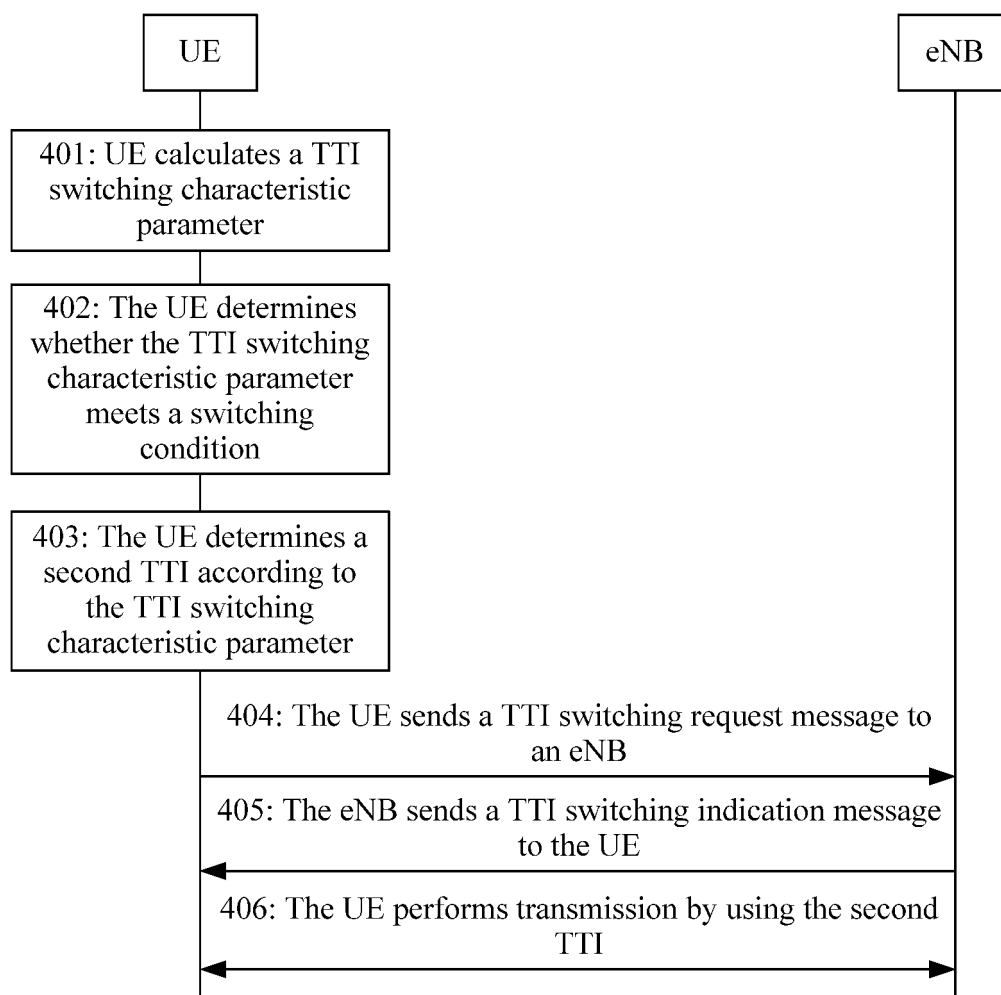 UE
eNB
401: UE calculates a TTI
switching characteristic
parameter
402: The UE determines
whether the TTI switching
characteristic parameter
meets a switching
condition
403: The UE determines a
second TTI according to
the TTI switching
characteristic parameter
404: The UE sends a TTI switching request message to
an eNB
405: The eNB sends a TTI switching indication message
to the UE
406: The UE performs transmission by using the second
TTI